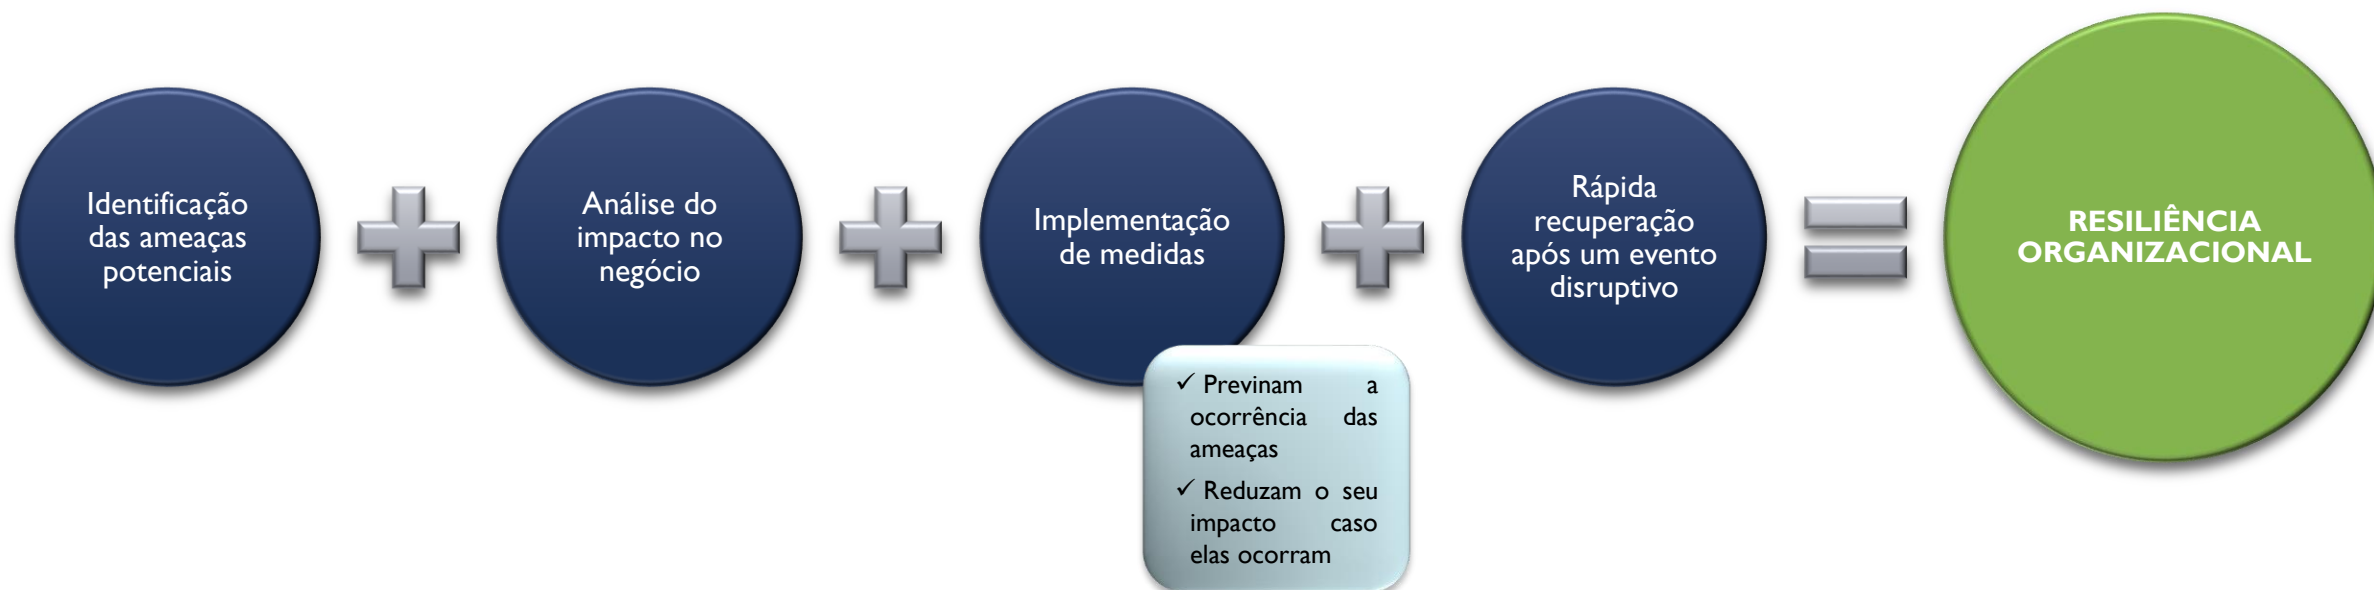 Identificação
das ameaças
potenciais
Análise do
impacto no
negócio
Implementação
de medidas
✓ Previnam a
ocorrência das
ameaças
✓ Reduzam o seu
impacto caso
elas ocorram
Rápida
recuperação
após um evento
disruptivo
RESILIÊNCIA
ORGANIZACIONAL